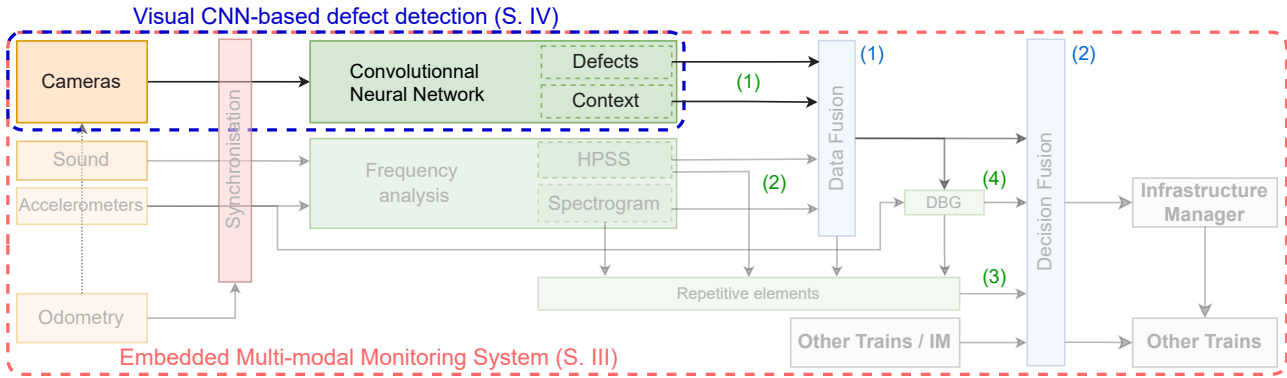 Visual CNN-based defect detection (S. IV)
Cameras
Synchronisation
Convolutionnal
Neural Network
Defects
Context
(1)
Data Fusion
(1)
Decision Fusion
(2)
Sound
Accelerometers
Frequency
analysis
HPSS
Spectrogram
(2)
DBG
(4)
Infrastructure
Manager
Odometry
Repetitive elements
(3)
Other Trains / IM
Other Trains
Embedded Multi-modal Monitoring System (S. III)